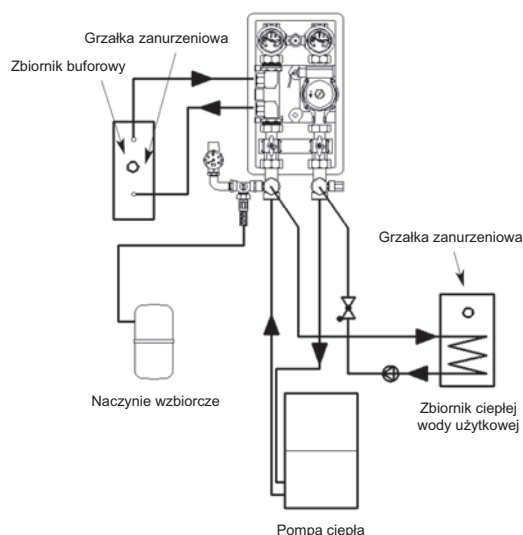 Grzałka zanurzeniowa
Zbiornik buforowy
Grzałka zanurzeniowa
Naczynie wzbiorcze
Zbiornik ciepłej
wody użytkowej
Pompa ciepła